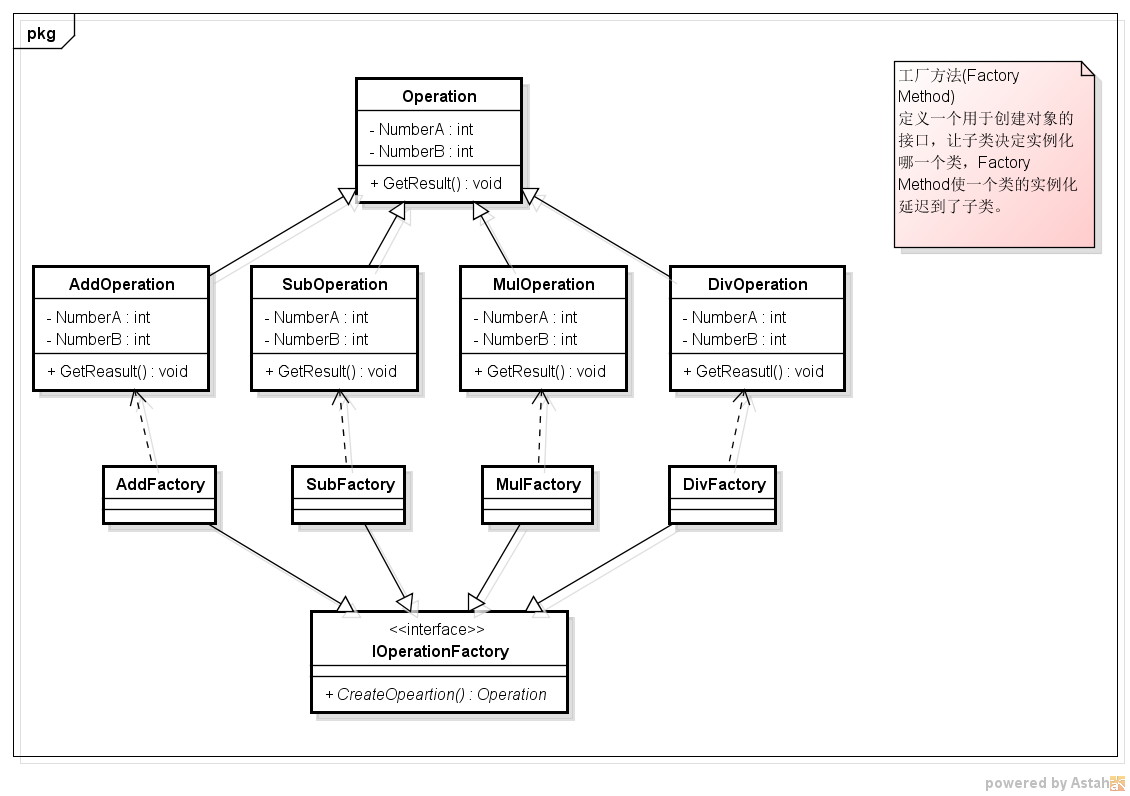 pkg
Operation
- NumberA : int
- NumberB : int
+ GetResult() : void
工厂方法(Factory
Method)
定义一个用于创建对象的
接口，让子类决定实例化
哪一个类，Factory
Method使一个类的实例化
延迟到了子类。
AddOperation
- NumberA : int
- NumberB : int
+ GetReasult() : void
SubOperation
- NumberA : int
- NumberB : int
+ GetResult() : void
MulOperation
- NumberA : int
- NumberB : int
+ GetResult() : void
DivOperation
- NumberA : int
- NumberB : int
+ GetReasutl() : void
AddFactory
SubFactory
MulFactory
DivFactory
<<interface>>
IOperationFactory
+ CreateOpeartion() : Operation
powered by Astah